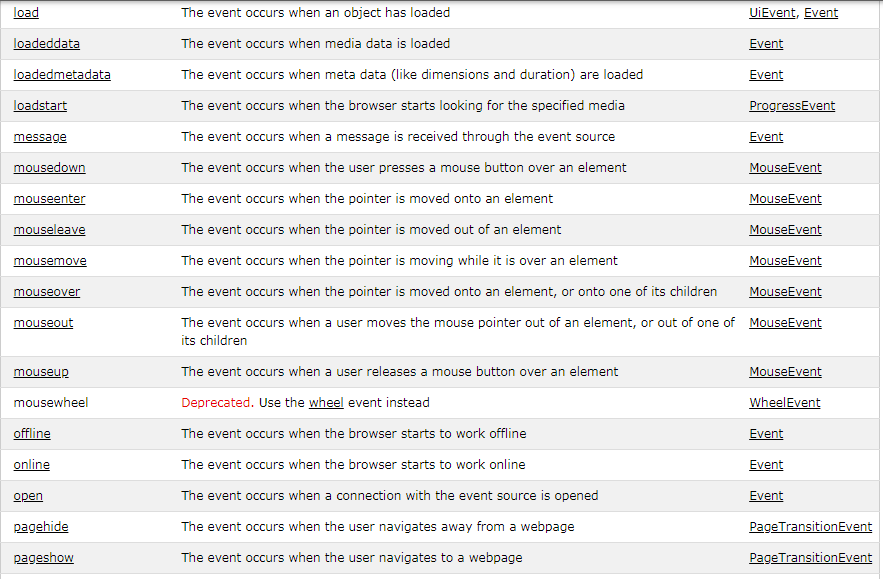 load The event occurs when an object has loaded UiEvent, Event
loadeddata The event occurs when media data is loaded Event
loadedmetadata The event occurs when meta data (like dimensions and duration) are loaded Event
loadstart The event occurs when the browser starts looking for the specified media ProgressEvent
message The event occurs when a message is received through the event source Event
mousedown The event occurs when the user presses a mouse button over an element MouseEvent
mouseenter The event occurs when the pointer is moved onto an element MouseEvent
mouseleave The event occurs when the pointer is moved out of an element MouseEvent
mousemove The event occurs when the pointer is moving while it is over an element MouseEvent
mouseover The event occurs when the pointer is moved onto an element, or onto one of its children MouseEvent
mouseout The event occurs when a user moves the mouse pointer out of an element, or out of one of MouseEvent
its children
mouseup The event occurs when a user releases a mouse button over an element MouseEvent
mousewheel Deprecated. Use the wheel event instead WheelEvent
offline The event occurs when the browser starts to work offline Event
online The event occurs when the browser starts to work online Event
open The event occurs when a connection with the event source is opened Event
pagehide The event occurs when the user navigates away from a webpage PageTransitionEvent
pageshow The event occurs when the user navigates to a webpage PageTransitionEvent